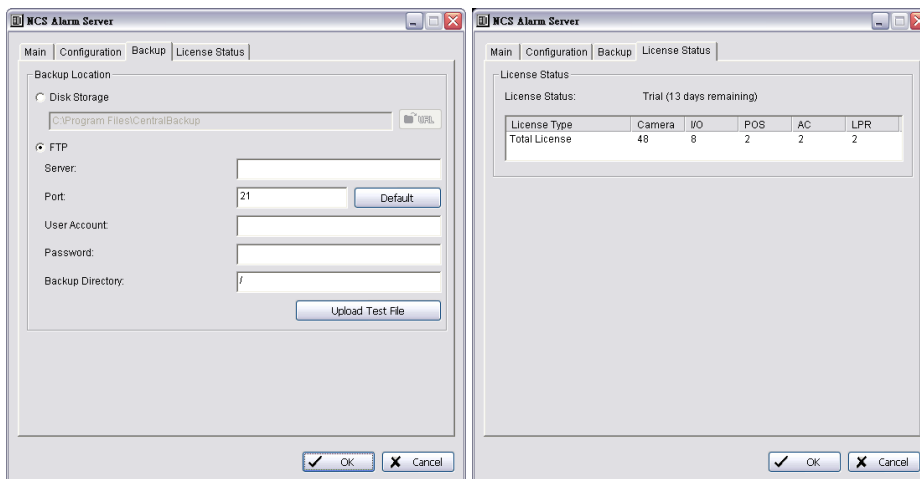 NCS Alarm Server
Main Configuration Backup License Status
Backup Location
Disk Storage
C:\Program Files\CentralBackup URL
FTP
Server:
Port: 21 Default
User Account:
Password:
Backup Directory: /
Upload Test File
OK Cancel
NCS Alarm Server
Main Configuration Backup License Status
License Status
License Status: Trial (13 days remaining)
License Type Camera I/O POS AC LPR
Total License 48 8 2 2 2
OK Cancel